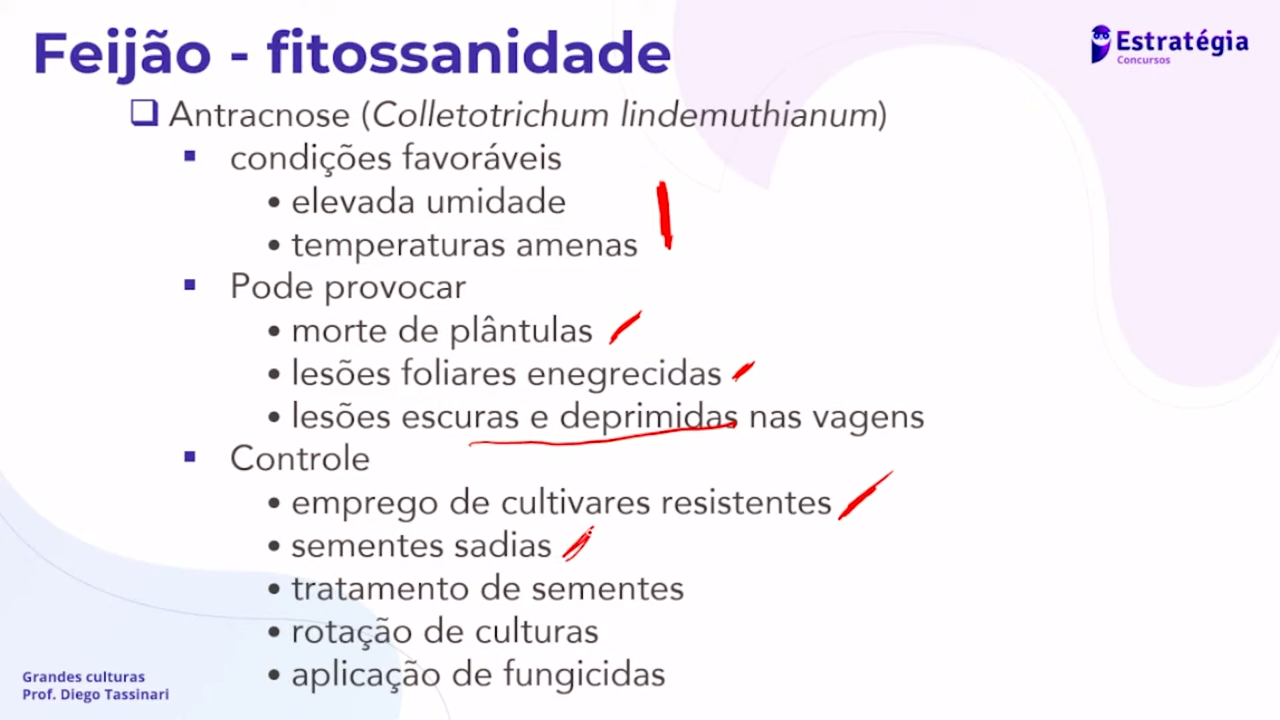 Feijão - fitossanidade
Estratégia
Concursos
Antracnose (Colletotrichum lindemuthianum)
condições favoráveis
elevada umidade
temperaturas amenas
Pode provocar
morte de plântulas
lesões foliares enegrecidas
lesões escuras e deprimidas nas vagens
Controle
emprego de cultivares resistentes
sementes sadias
tratamento de sementes
rotação de culturas
aplicação de fungicidas
Grandes culturas
Prof. Diego Tassinari